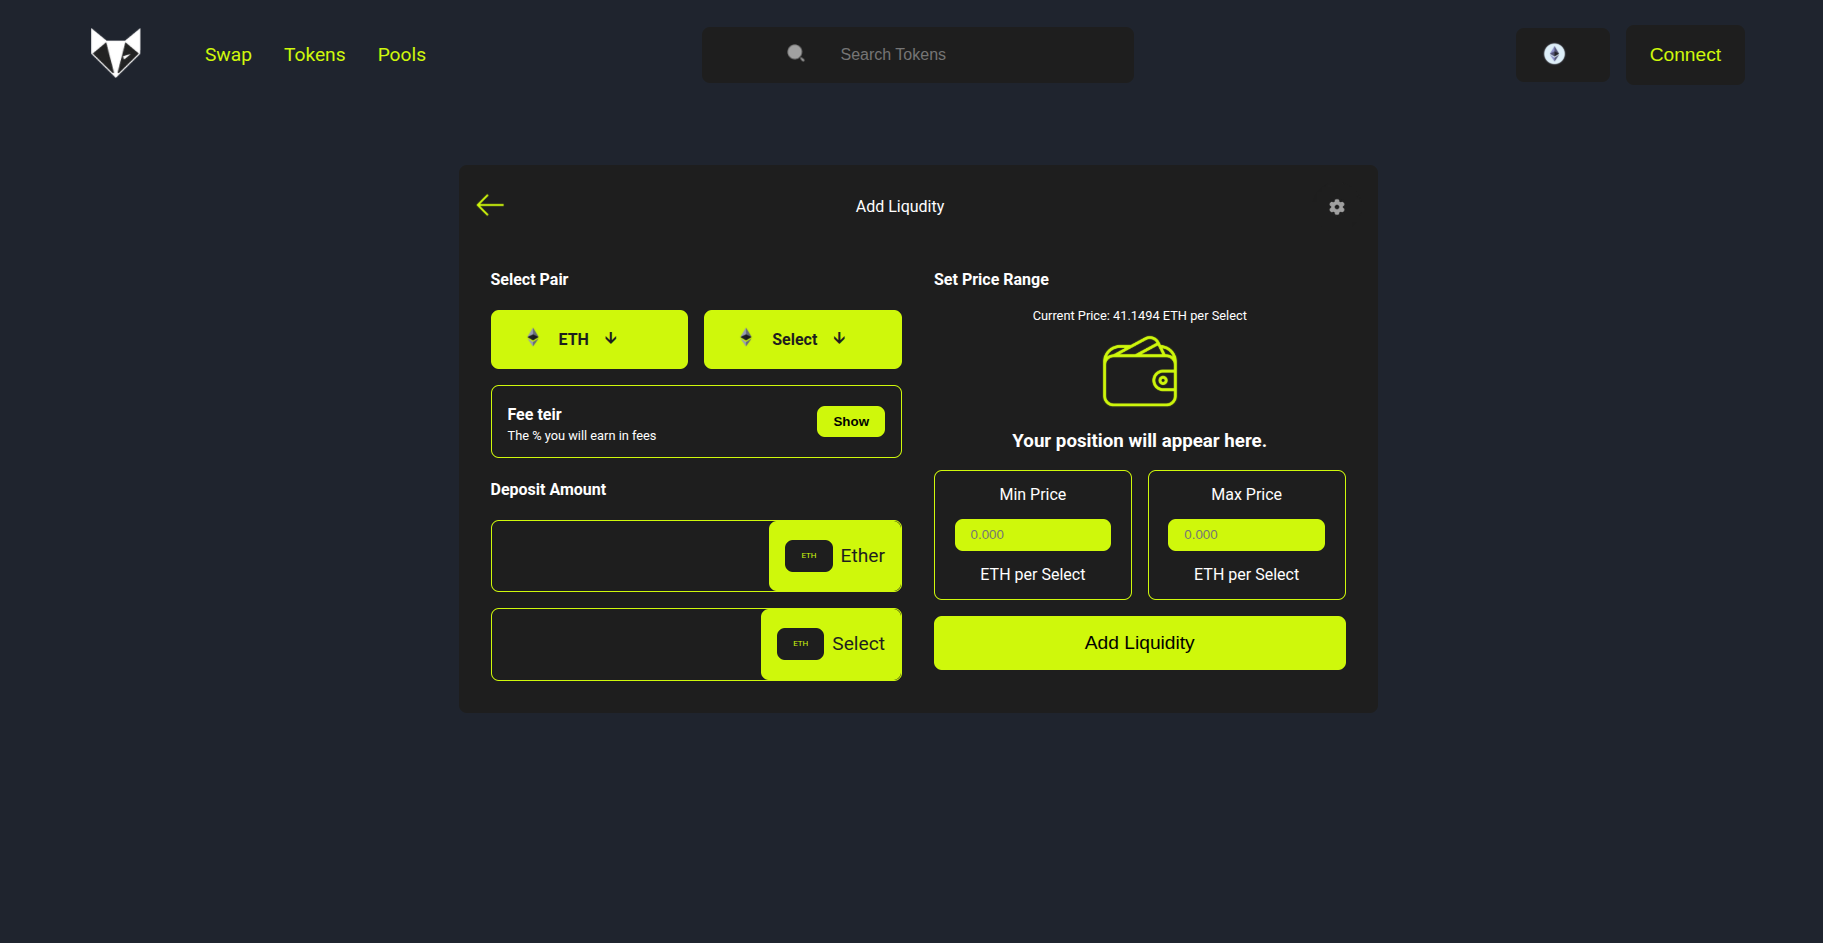 Swap Tokens Pools
Search Tokens
Connect
Add Liqudity
Select Pair
ETH
Select
Fee teir
The % you will earn in fees
Show
Deposit Amount
ETH Ether
ETH Select
Set Price Range
Current Price: 41.1494 ETH per Select
Your position will appear here.
Min Price
0.000
ETH per Select
Max Price
0.000
ETH per Select
Add Liquidity